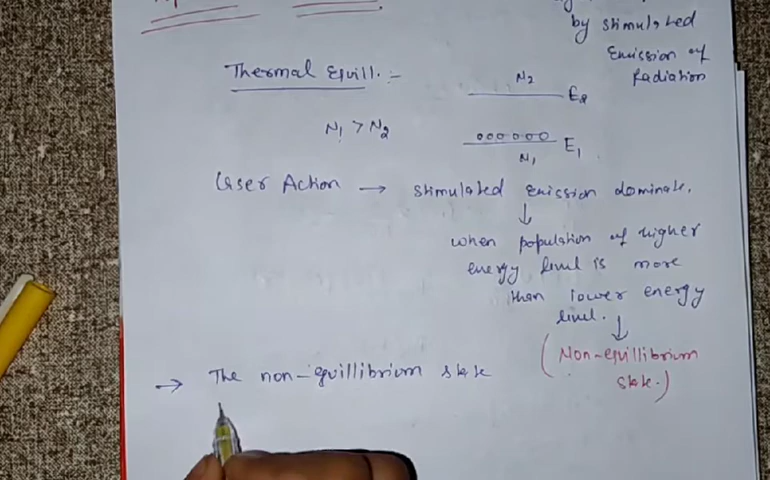 by stimulated
Emission of
Radiation
Thermal Equill. :-
N2
E2
N1 > N2
E1
N1
Laser Action → stimulated Emission dominate.
when population of higher
energy level is more
than lower energy
level.
(Non-equillibrium
state.)
→ The non-equillibrium state